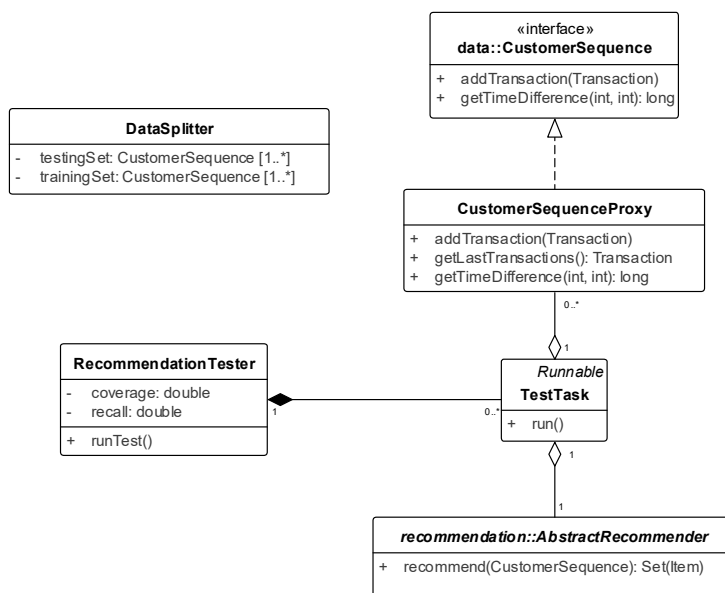 «interface»
data::CustomerSequence
+ addTransaction(Transaction)
+ getTimeDifference(int, int): long
DataSplitter
- testingSet: CustomerSequence [1..*]
- trainingSet: CustomerSequence [1..*]
CustomerSequenceProxy
+ addTransaction(Transaction)
+ getLastTransactions(): Transaction
+ getTimeDifference(int, int): long
0..*
1
RecommendationTester
- coverage: double
- recall: double
+ runTest()
1
0..*
Runnable
TestTask
+ run()
1
1
recommendation::AbstractRecommender
+ recommend(CustomerSequence): Set(Item)